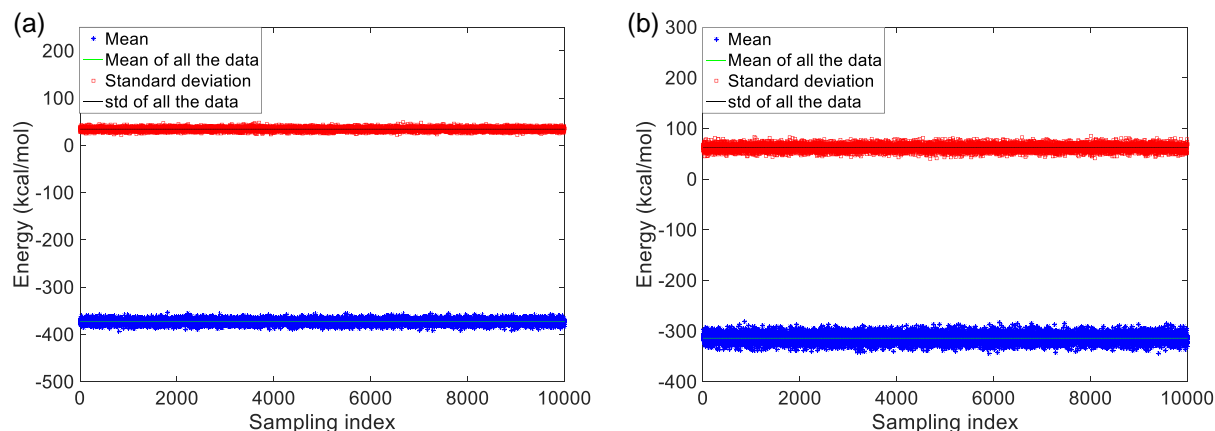 (a)
Mean
Mean of all the data
Standard deviation
std of all the data
200
100
0
-100
-200
-300
-400
-500
Energy (kcal/mol)
0 2000 4000 6000 8000 10000
Sampling index
(b)
Mean
Mean of all the data
Standard deviation
std of all the data
300
200
100
0
-100
-200
-300
-400
Energy (kcal/mol)
0 2000 4000 6000 8000 10000
Sampling index